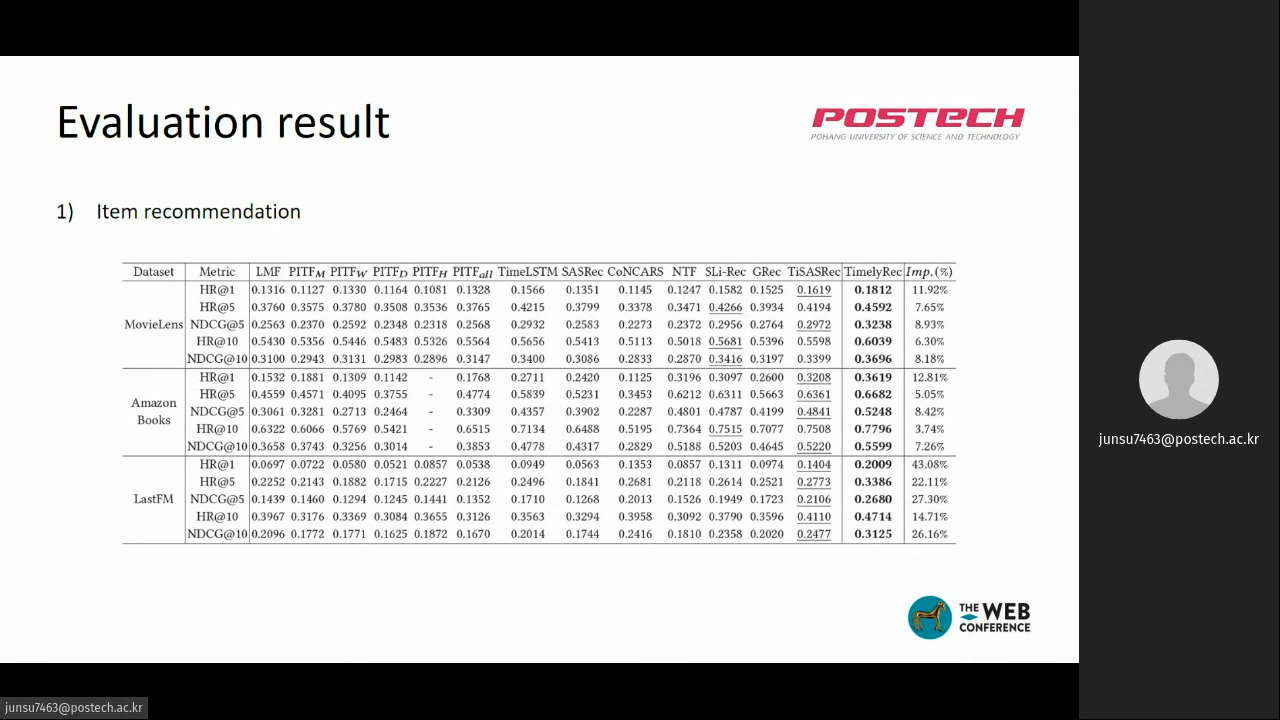 Evaluation result
POSTECH
POHANG UNIVERSITY OF SCIENCE AND TECHNOLOGY
1) Item recommendation
Dataset Metric LMF PITF_M PITF_W PITF_D PITF_H PITF_all TimeLSTM SASRec CoNCARS NTF SLi-Rec GRec TiSASRec TimelyRec Imp.(%)
HR@1 0.1316 0.1127 0.1330 0.1164 0.1081 0.1328 0.1566 0.1351 0.1145 0.1247 0.1582 0.1525 0.1619 0.1812 11.92%
HR@5 0.3760 0.3575 0.3780 0.3508 0.3536 0.3765 0.4215 0.3799 0.3378 0.3471 0.4266 0.3934 0.4194 0.4592 7.65%
MovieLens NDCG@5 0.2563 0.2370 0.2592 0.2348 0.2318 0.2568 0.2932 0.2583 0.2273 0.2372 0.2956 0.2764 0.2972 0.3238 8.93%
HR@10 0.5430 0.5356 0.5446 0.5483 0.5326 0.5564 0.5656 0.5413 0.5113 0.5018 0.5681 0.5396 0.5598 0.6039 6.30%
NDCG@10 0.3100 0.2943 0.3131 0.2983 0.2896 0.3147 0.3400 0.3086 0.2833 0.2870 0.3416 0.3197 0.3399 0.3696 8.18%
HR@1 0.1532 0.1881 0.1309 0.1142 - 0.1768 0.2711 0.2420 0.1125 0.3196 0.3097 0.2600 0.3208 0.3619 12.81%
HR@5 0.4559 0.4571 0.4095 0.3755 - 0.4774 0.5839 0.5231 0.3453 0.6212 0.6311 0.5663 0.6361 0.6682 5.05%
Amazon Books NDCG@5 0.3061 0.3281 0.2713 0.2464 - 0.3309 0.4357 0.3902 0.2287 0.4801 0.4787 0.4199 0.4841 0.5248 8.42%
HR@10 0.6322 0.6066 0.5769 0.5421 - 0.6515 0.7134 0.6488 0.5195 0.7364 0.7515 0.7077 0.7508 0.7796 3.74%
NDCG@10 0.3658 0.3743 0.3256 0.3014 - 0.3853 0.4778 0.4317 0.2829 0.5188 0.5203 0.4645 0.5220 0.5599 7.26%
HR@1 0.0697 0.0722 0.0580 0.0521 0.0857 0.0538 0.0949 0.0563 0.1353 0.0857 0.1311 0.0974 0.1404 0.2009 43.08%
HR@5 0.2252 0.2143 0.1882 0.1715 0.2227 0.2126 0.2496 0.1841 0.2681 0.2118 0.2614 0.2521 0.2773 0.3386 22.11%
LastFM NDCG@5 0.1439 0.1460 0.1294 0.1245 0.1441 0.1352 0.1710 0.1268 0.2013 0.1526 0.1949 0.1723 0.2106 0.2680 27.30%
HR@10 0.3967 0.3176 0.3369 0.3084 0.3655 0.3126 0.3563 0.3294 0.3958 0.3092 0.3790 0.3596 0.4110 0.4714 14.71%
NDCG@10 0.2096 0.1772 0.1771 0.1625 0.1872 0.1670 0.2014 0.1744 0.2416 0.1810 0.2358 0.2020 0.2477 0.3125 26.16%
THE WEB
CONFERENCE
junsu7463@postech.ac.kr
junsu7463@postech.ac.kr